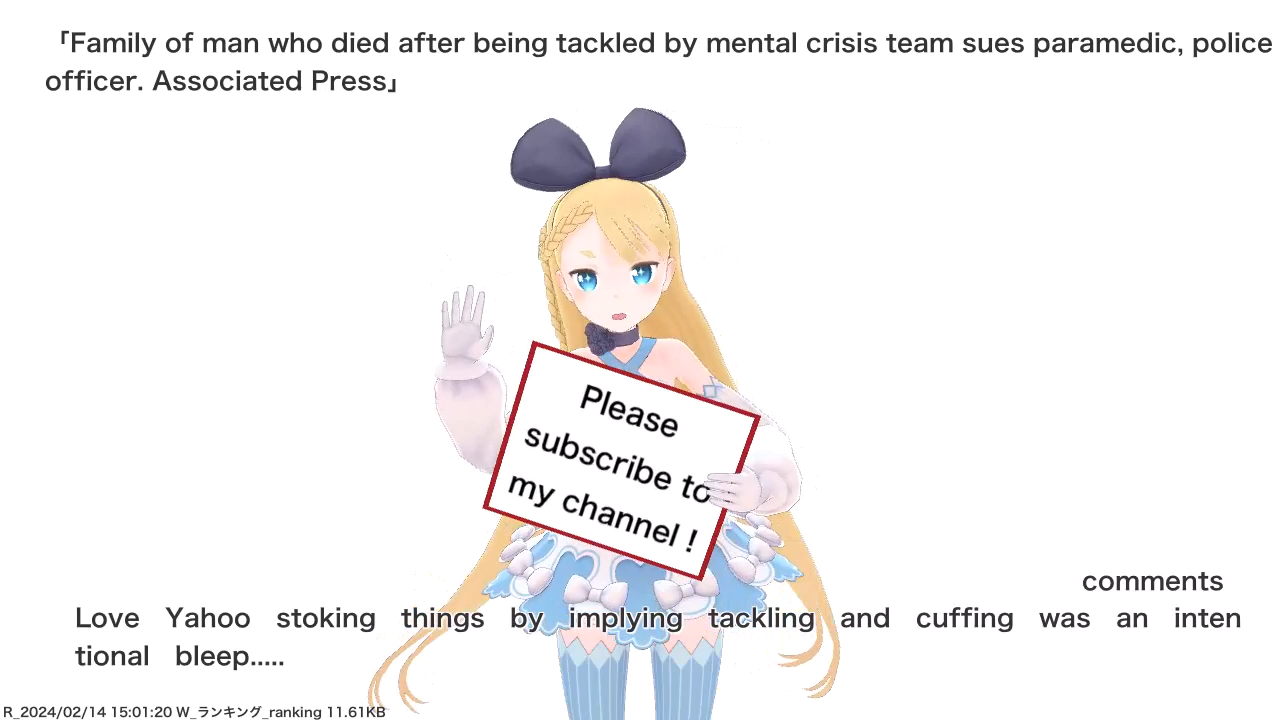 「Family of man who died after being tackled by mental crisis team sues paramedic, police
officer. Associated Press」
Please
subscribe to
my channel !
comments
Love Yahoo stoking things by implying tackling and cuffing was an inten
tional bleep.....
R_2024/02/14 15:01:20 W_ランキング_ranking 11.61KB